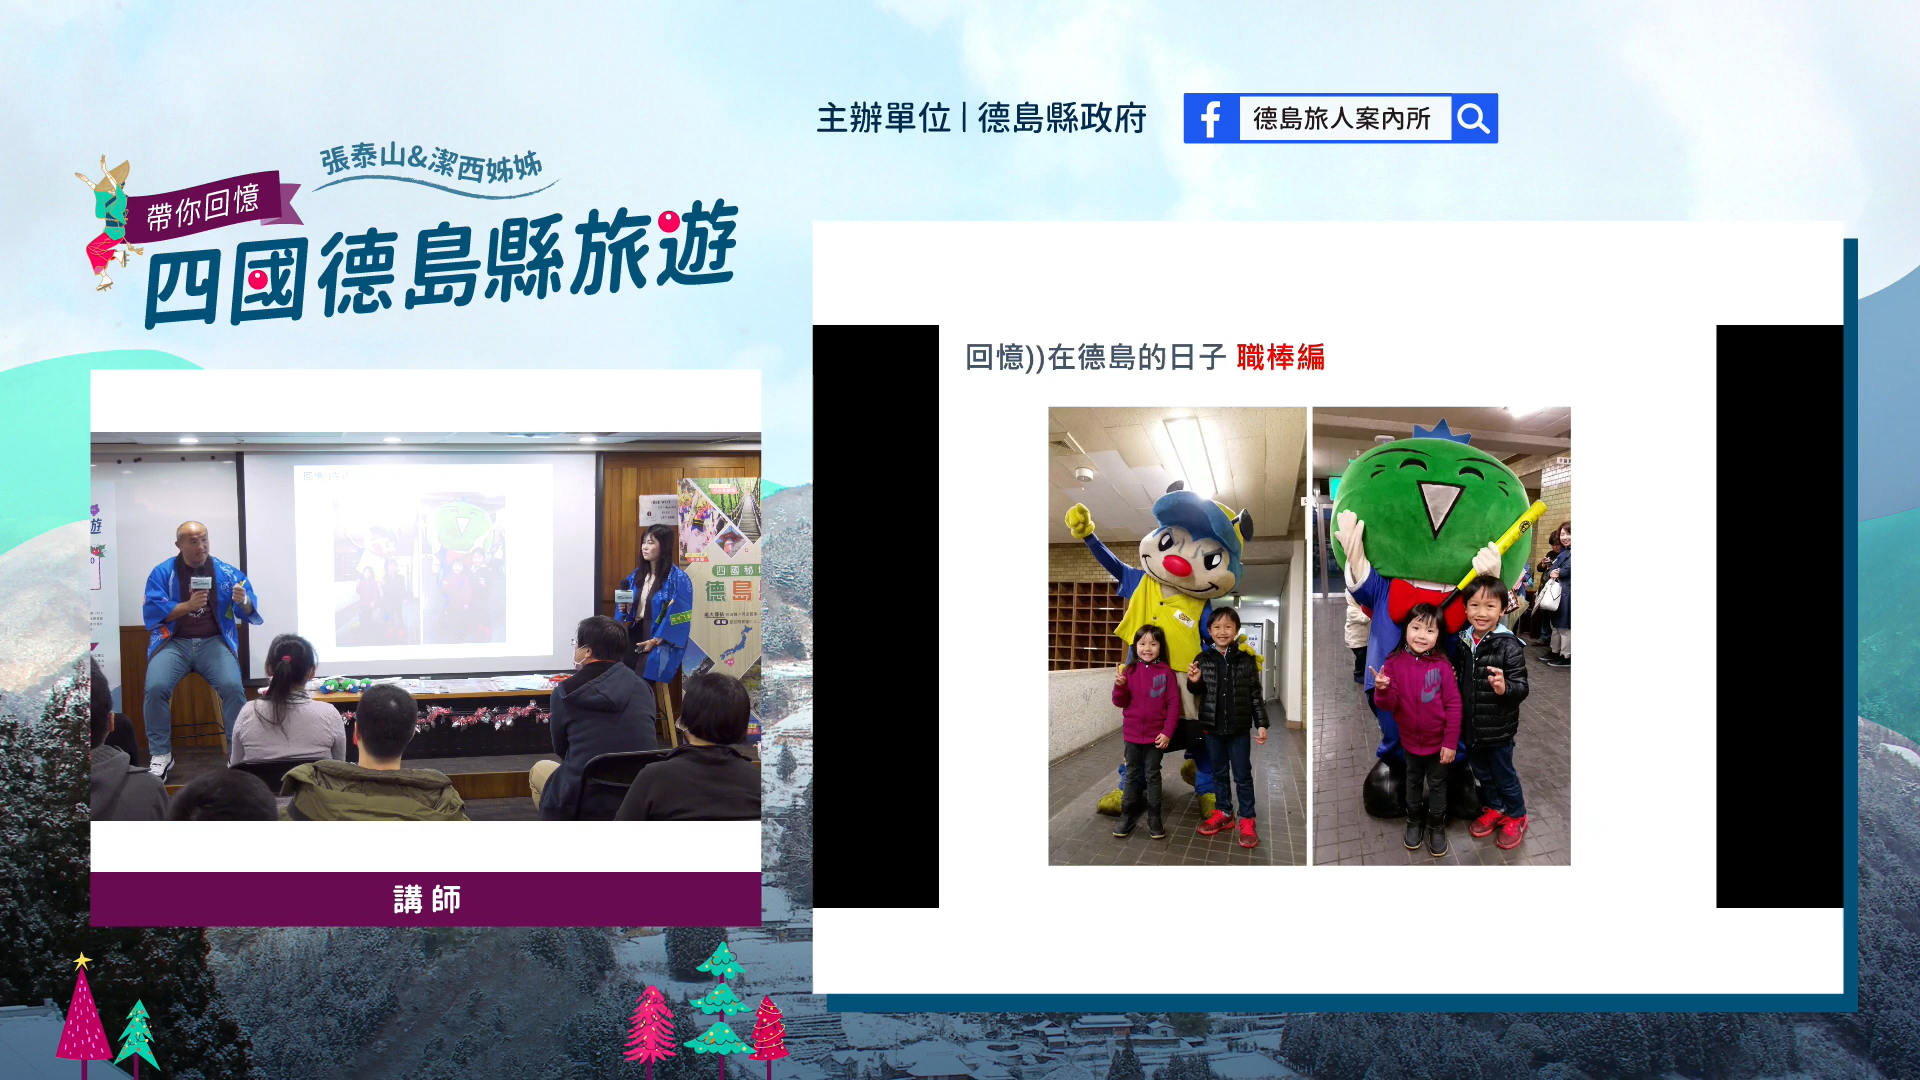 主辦單位 | 德島縣政府
德島旅人案內所
張泰山&潔西姊姊
帶你回憶
四國德島縣旅遊
回憶))在德島的日子 職棒編
四國秘
德島
講師